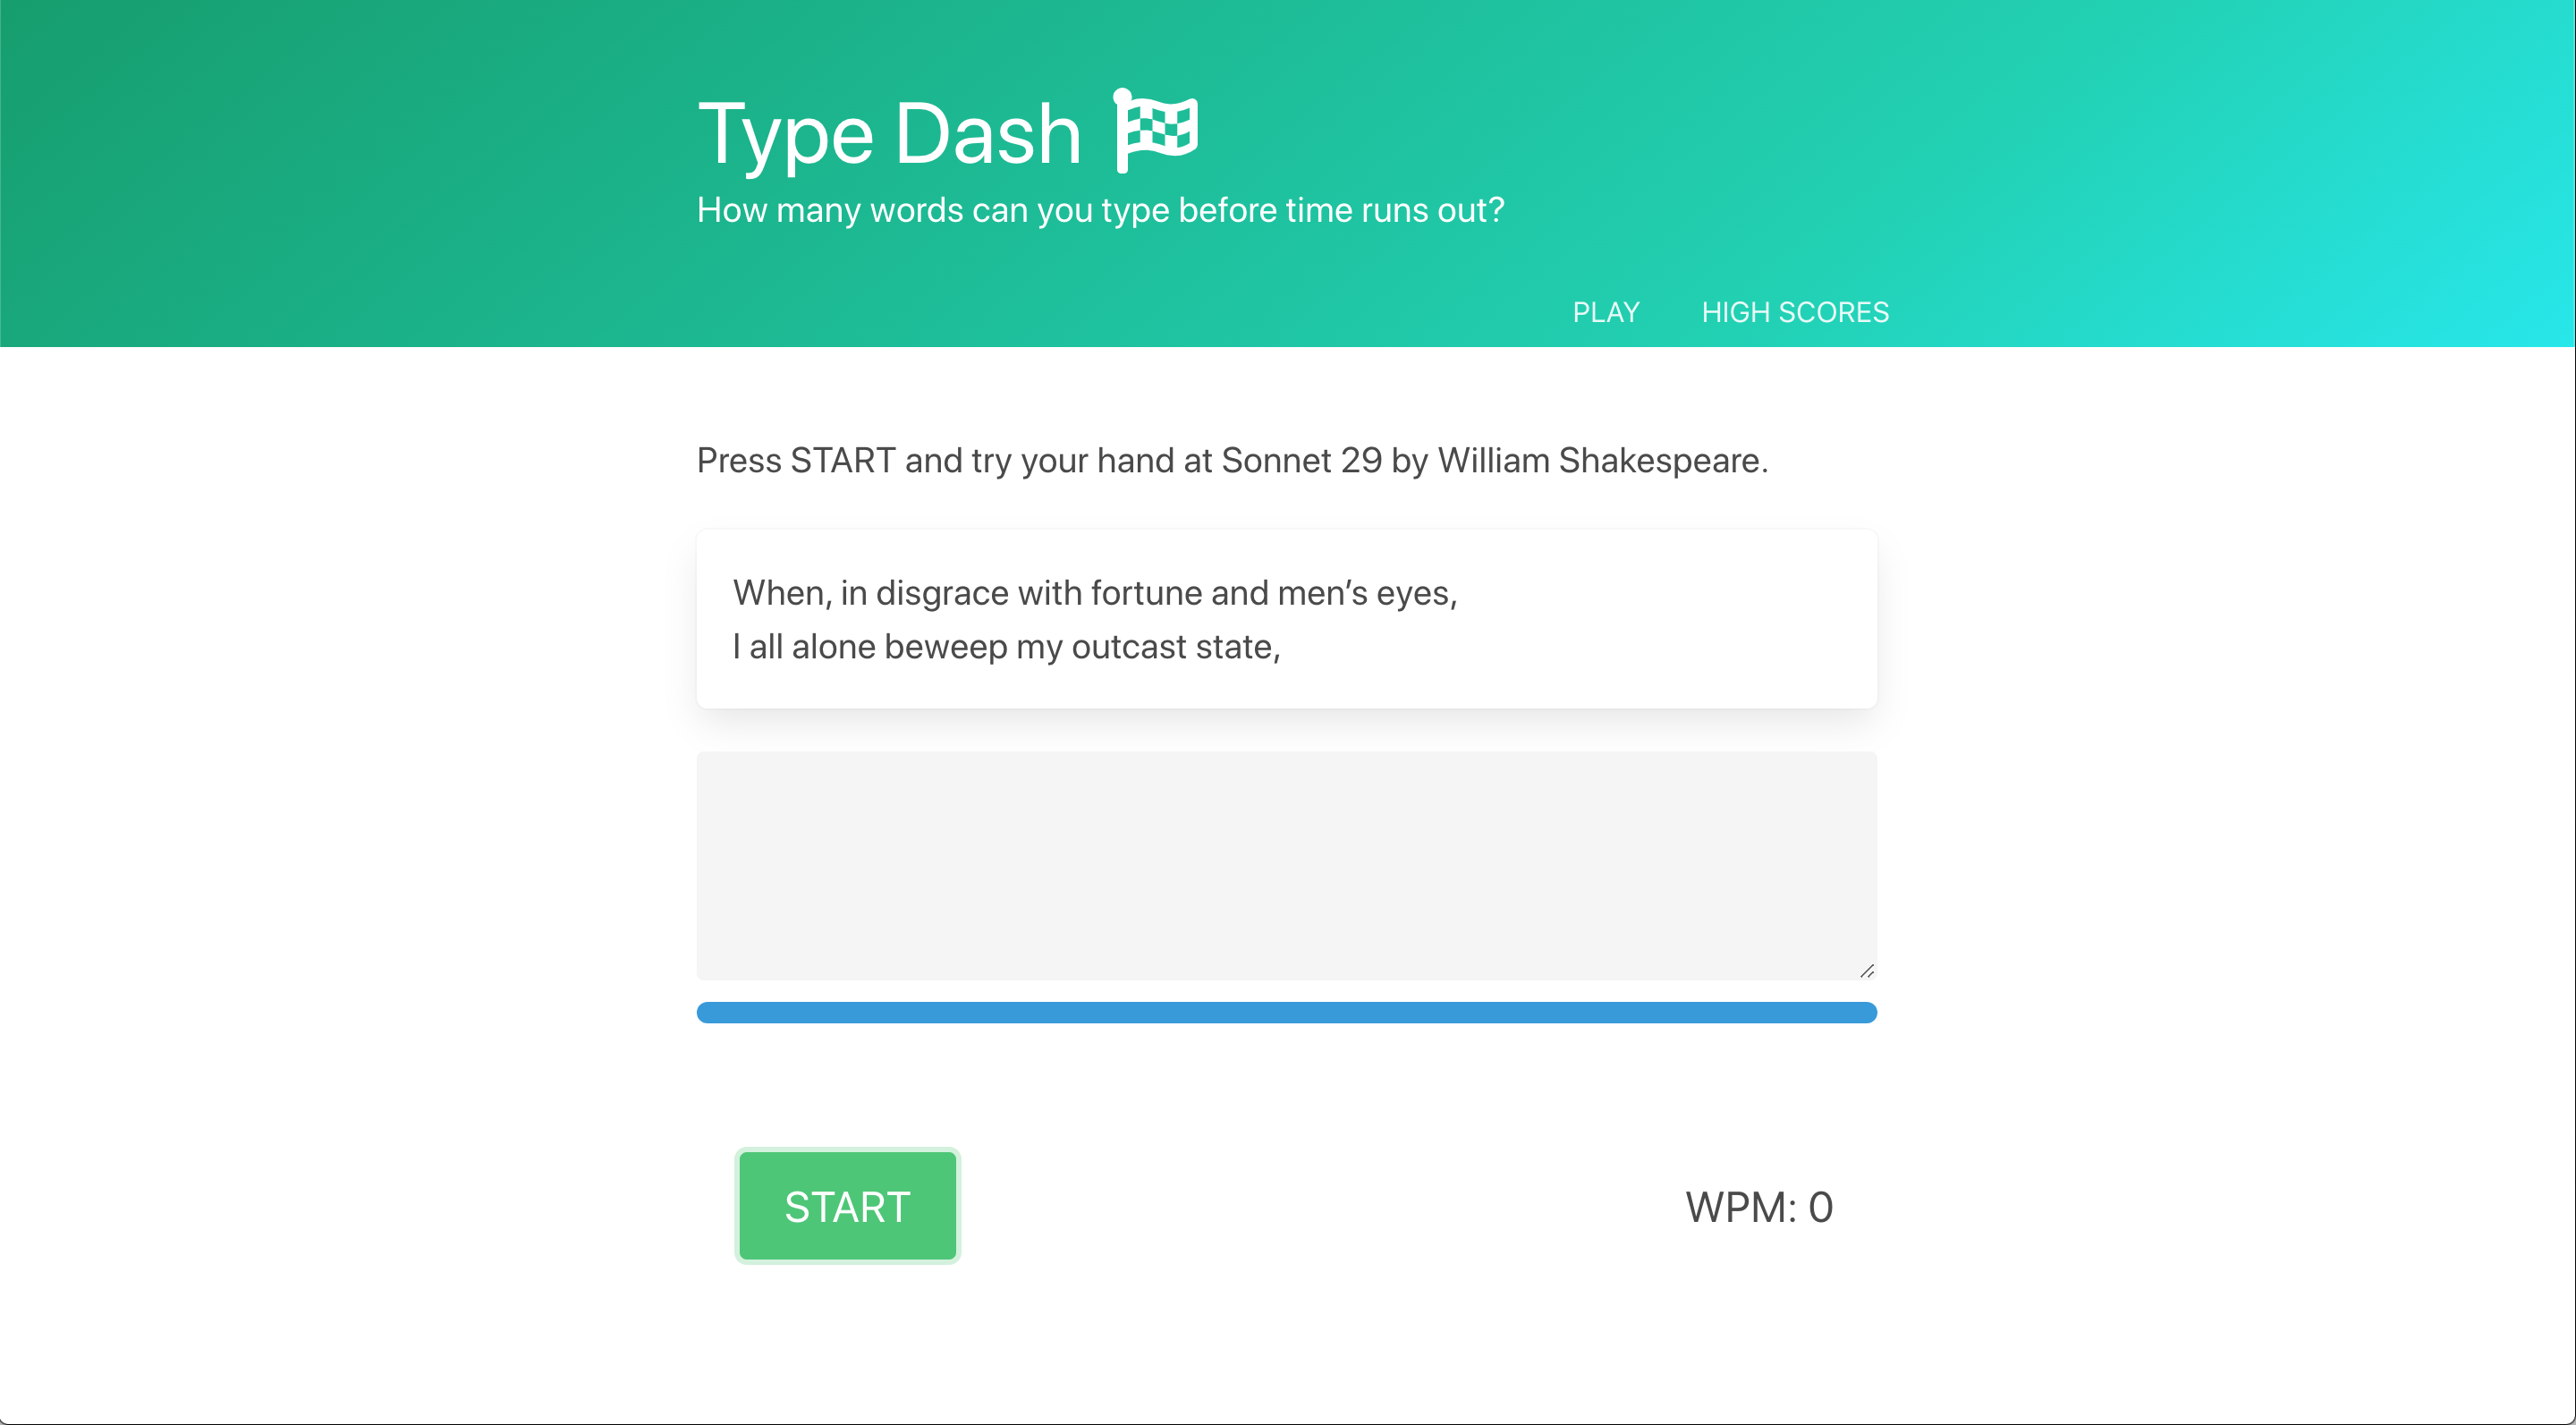 Type Dash
How many words can you type before time runs out?
PLAY HIGH SCORES
Press START and try your hand at Sonnet 29 by William Shakespeare.
When, in disgrace with fortune and men’s eyes,
I all alone beweep my outcast state,
START WPM: 0